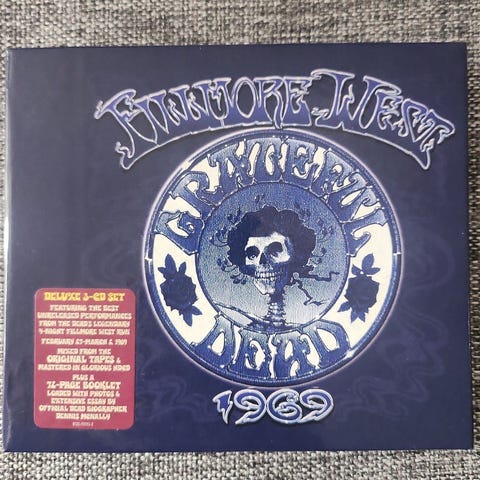 FILLMORE WEST
GRATEFUL
DEAD
1969
DELUXE 3-CD SET
FEATURING THE BEST
UNRELEASED PERFORMANCES
FROM THE DEAD'S LEGENDARY
4-NIGHT FILLMORE WEST RUN
FEBRUARY 27-MARCH 2, 1969
MIXED FROM THE
ORIGINAL TAPES &
MASTERED IN GLORIOUS HDCD
PLUS A
72-PAGE BOOKLET
LOADED WITH PHOTOS &
EXTENSIVE ESSAY BY
OFFICIAL DEAD BIOGRAPHER
DENNIS MCNALLY